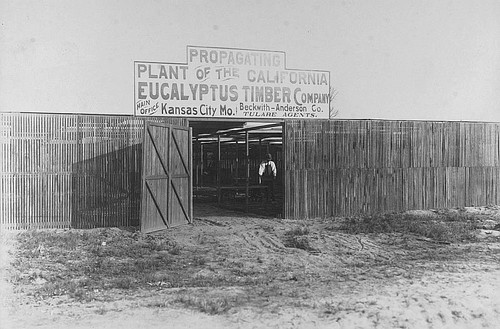 PROPAGATING
PLANT OF THE CALIFORNIA
EUCALYPTUS TIMBER COMPANY
MAIN OFFICE Kansas City Mo. Beckwith-Anderson Co.
TULARE AGENTS.